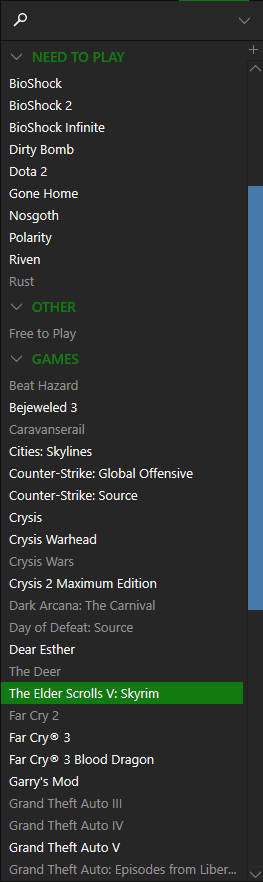 NEED TO PLAY
BioShock
BioShock 2
BioShock Infinite
Dirty Bomb
Dota 2
Gone Home
Nosgoth
Polarity
Riven
Rust
OTHER
Free to Play
GAMES
Beat Hazard
Bejeweled 3
Caravanserail
Cities: Skylines
Counter-Strike: Global Offensive
Counter-Strike: Source
Crysis
Crysis Warhead
Crysis Wars
Crysis 2 Maximum Edition
Dark Arcana: The Carnival
Day of Defeat: Source
Dear Esther
The Deer
The Elder Scrolls V: Skyrim
Far Cry 2
Far Cry® 3
Far Cry® 3 Blood Dragon
Garry's Mod
Grand Theft Auto III
Grand Theft Auto IV
Grand Theft Auto V
Grand Theft Auto: Episodes from Liber...